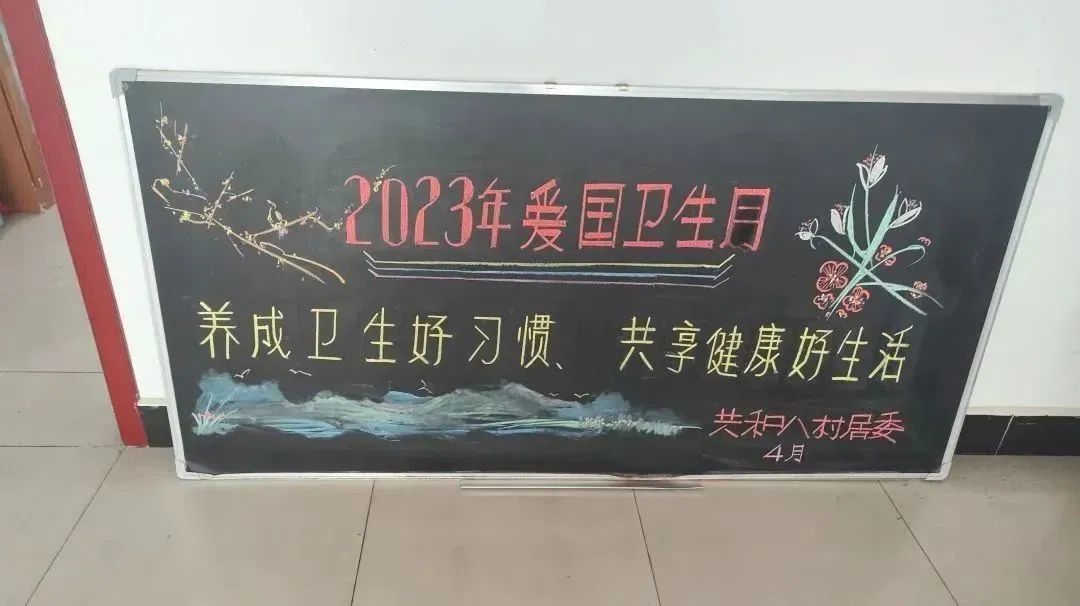 2023年爱国卫生月
养成卫生好习惯、 共享健康好生活
共和八村居委
4月